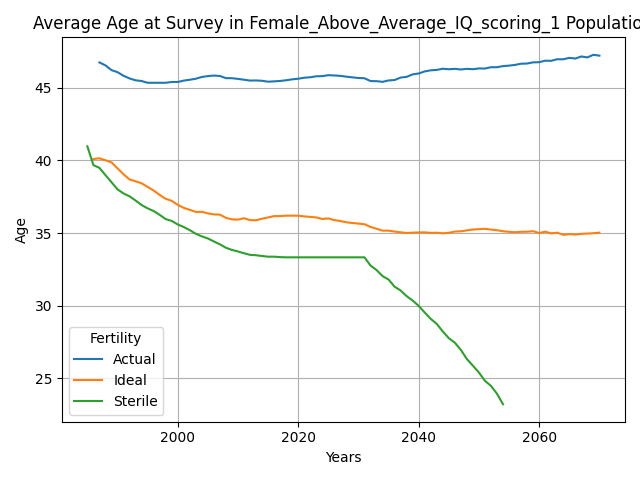 Average Age at Survey in Female_Above_Average_IQ_scoring_1 Populatio
Age
45
40
35
30
25
Fertility
Actual
Ideal
Sterile
2000
2020
2040
2060
Years